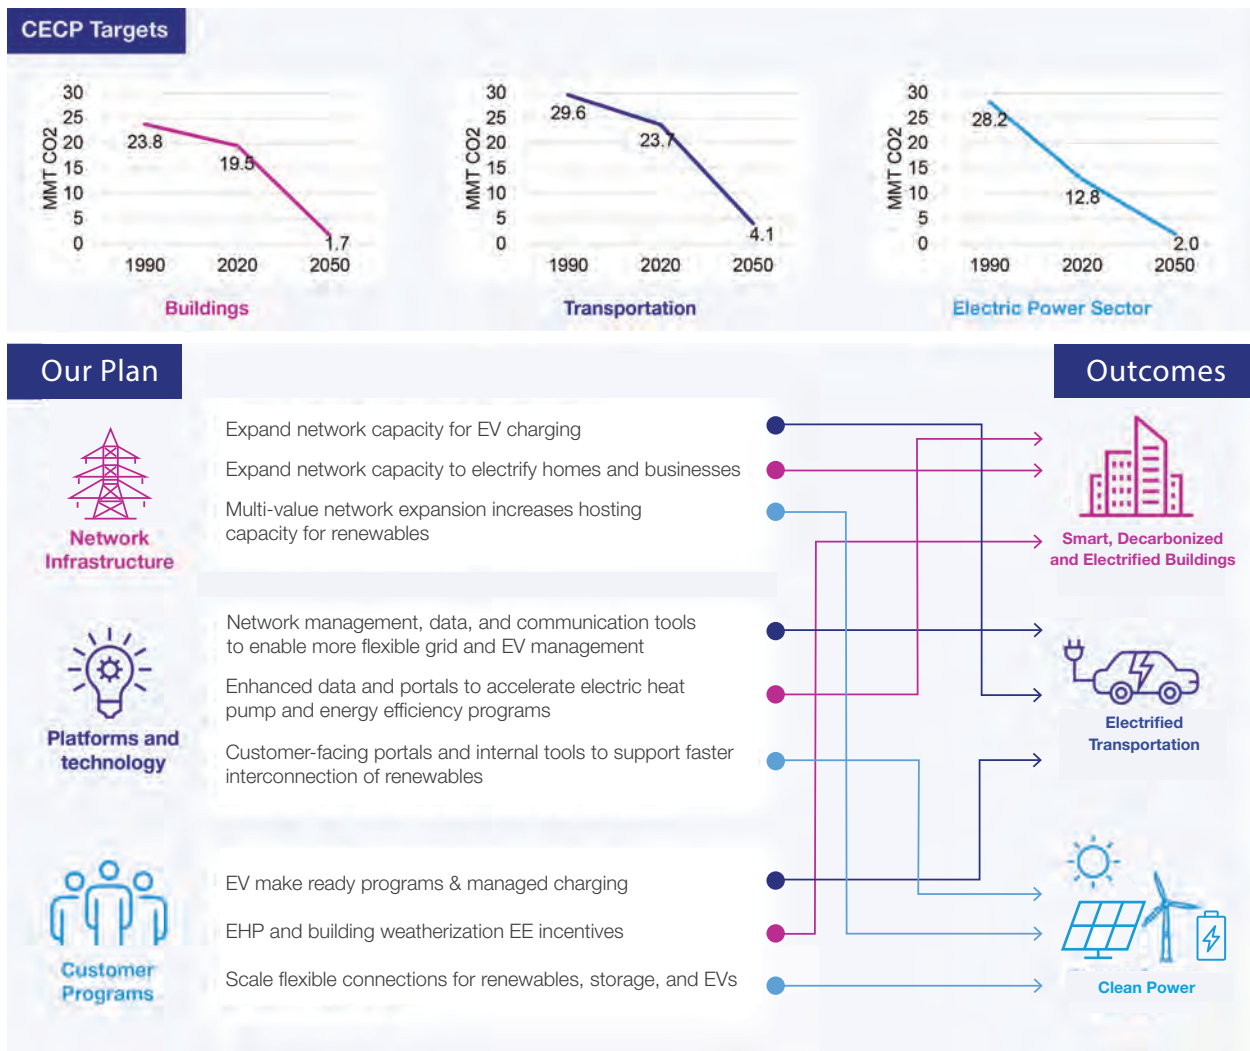 CECP Targets
MMT CO2
30
25
20
15
10
5
0
23.8
19.5
1.7
1990
2020
2050
Buildings
MMT CO2
30
25
20
15
10
5
0
29.6
23.7
4.1
1990
2020
2050
Transportation
MMT CO2
30
25
20
15
10
5
0
28.2
12.8
2.0
1990
2020
2050
Electric Power Sector
Our Plan
Outcomes
Network
Infrastructure
Expand network capacity for EV charging
Expand network capacity to electrify homes and businesses
Multi-value network expansion increases hosting
capacity for renewables
Smart, Decarbonized
and Electrified Buildings
Platforms and
technology
Network management, data, and communication tools
to enable more flexible grid and EV management
Enhanced data and portals to accelerate electric heat
pump and energy efficiency programs
Customer-facing portals and internal tools to support faster
interconnection of renewables
Electrified
Transportation
Customer
Programs
EV make ready programs & managed charging
EHP and building weatherization EE incentives
Scale flexible connections for renewables, storage, and EVs
Clean Power